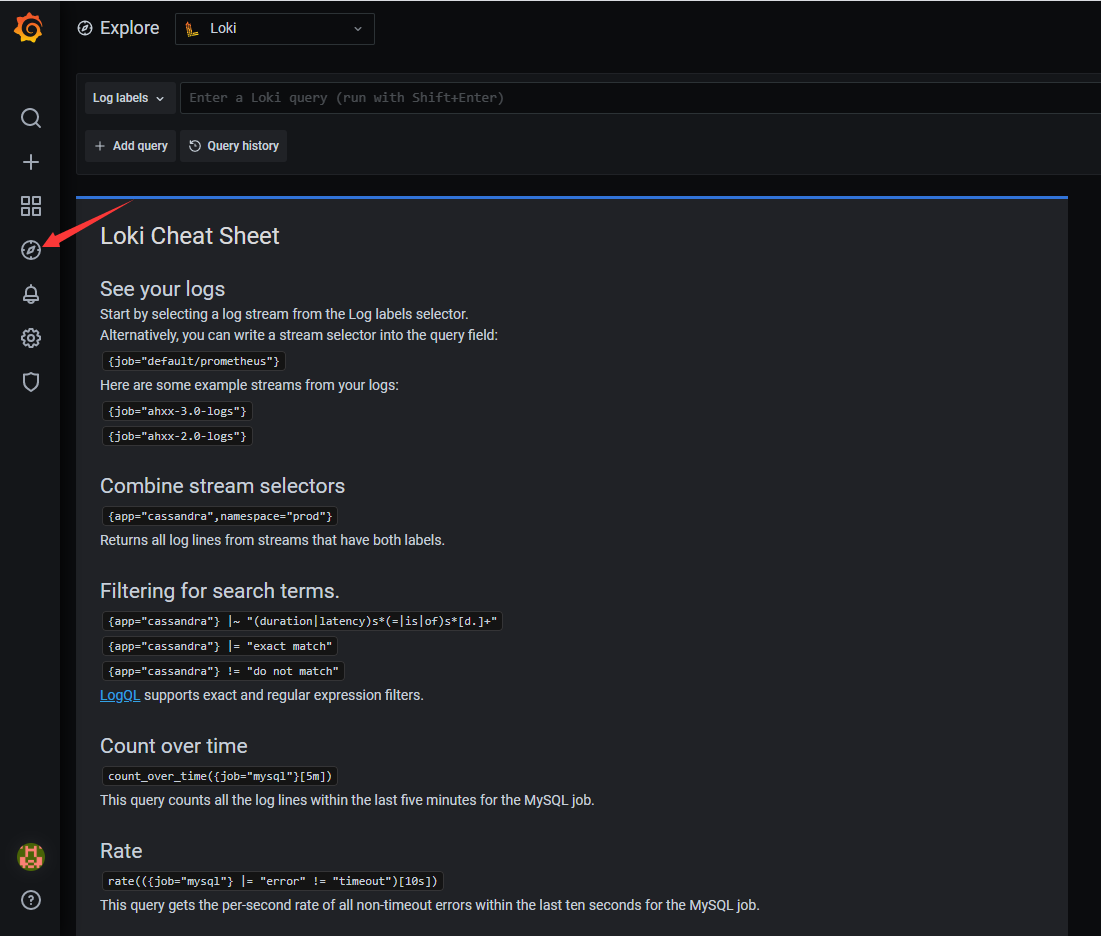 Explore
Loki
Log labels
Enter a Loki query (run with Shift+Enter)
+ Add query
Query history
Loki Cheat Sheet
See your logs
Start by selecting a log stream from the Log labels selector.
Alternatively, you can write a stream selector into the query field:
{job="default/prometheus"}
Here are some example streams from your logs:
{job="ahxx-3.0-logs"}
{job="ahxx-2.0-logs"}
Combine stream selectors
{app="cassandra",namespace="prod"}
Returns all log lines from streams that have both labels.
Filtering for search terms.
{app="cassandra"} |~ "(duration|latency)s*(=|is|of)s*[d.]+"
{app="cassandra"} |= "exact match"
{app="cassandra"} != "do not match"
LogQL supports exact and regular expression filters.
Count over time
count_over_time({job="mysql"}[5m])
This query counts all the log lines within the last five minutes for the MySQL job.
Rate
rate(({job="mysql"} |= "error" != "timeout")[10s])
This query gets the per-second rate of all non-timeout errors within the last ten seconds for the MySQL job.